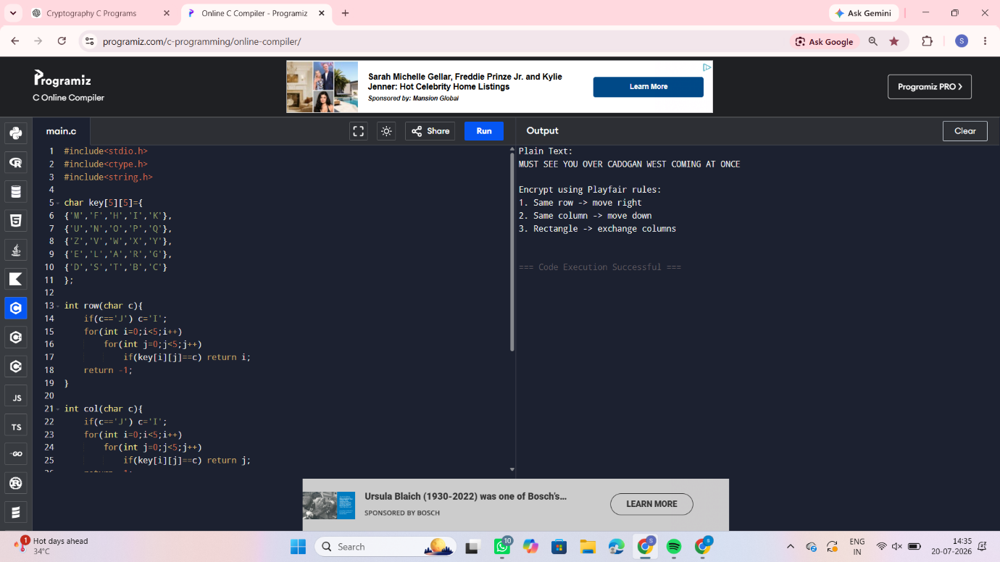 Cryptography C Programs
Online C Compiler - Programiz
Ask Gemini
programiz.com/c-programming/online-compiler/
Ask Google
S
Programiz
C Online Compiler
Sarah Michelle Gellar, Freddie Prinze Jr. and Kylie
Jenner: Hot Celebrity Home Listings
Sponsored by: Mansion Global
Learn More
Programiz PRO
main.c
Share
Run
Output
Clear
1 #include<stdio.h>
2 #include<ctype.h>
3 #include<string.h>
4
5 char key[5][5]={
6 {'M','F','H','I','K'},
7 {'U','N','O','P','Q'},
8 {'Z','V','W','X','Y'},
9 {'E','L','A','R','G'},
10 {'D','S','T','B','C'}
11 };
12
13 int row(char c){
14 if(c=='J') c='I';
15 for(int i=0;i<5;i++)
16 for(int j=0;j<5;j++)
17 if(key[i][j]==c) return i;
18 return -1;
19 }
20
21 int col(char c){
22 if(c=='J') c='I';
23 for(int i=0;i<5;i++)
24 for(int j=0;j<5;j++)
25 if(key[i][j]==c) return j;
Plain Text:
MUST SEE YOU OVER CADOGAN WEST COMING AT ONCE
Encrypt using Playfair rules:
1. Same row -> move right
2. Same column -> move down
3. Rectangle -> exchange columns
=== Code Execution Successful ===
JS
TS
GO
Ursula Blaich (1930-2022) was one of Bosch's...
SPONSORED BY BOSCH
LEARN MORE
1
Hot days ahead
34°C
Search
10
S
S
ENG
IN
14:35
20-07-2026